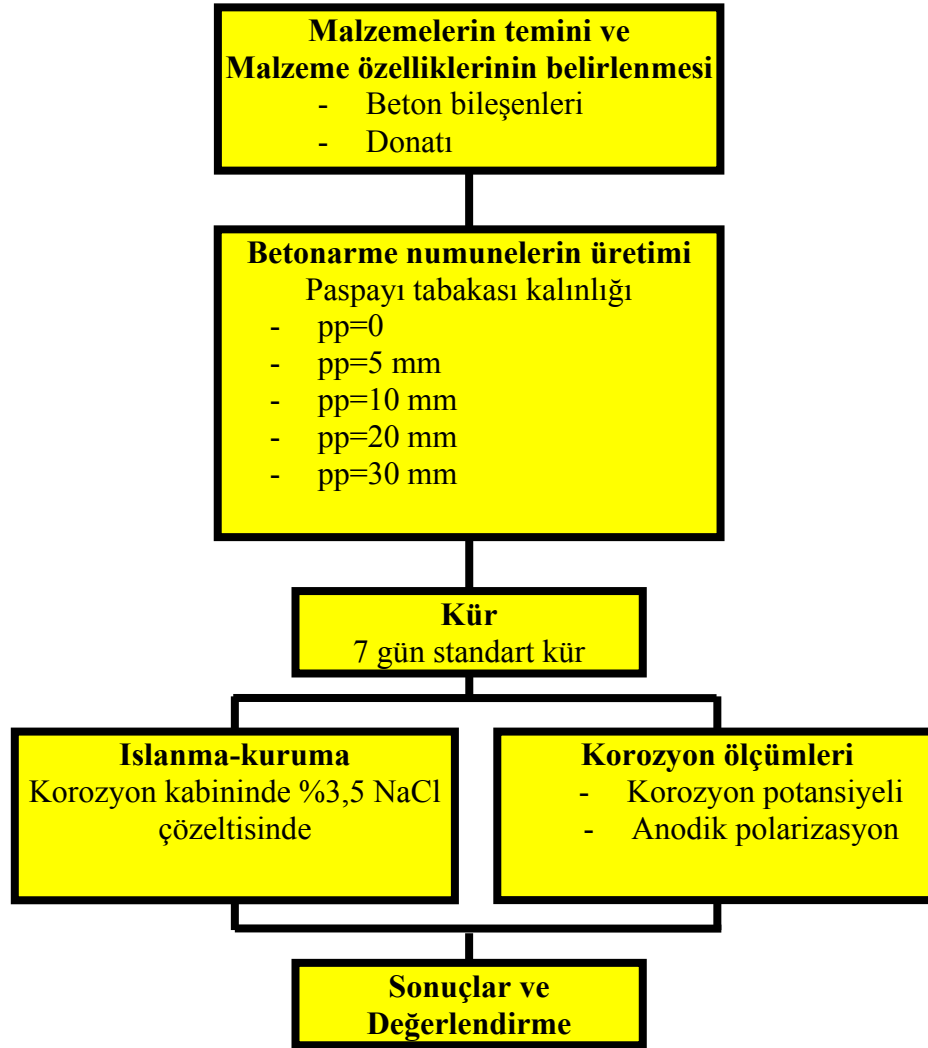 Malzemelerin temini ve
Malzeme özelliklerinin belirlenmesi
- Beton bileşenleri
- Donatı
Betonarme numunelerin üretimi
Paspayı tabakası kalınlığı
- pp=0
- pp=5 mm
- pp=10 mm
- pp=20 mm
- pp=30 mm
Kür
7 gün standart kür
Islanma-kuruma
Korozyon kabininde %3,5 NaCl
çözeltisinde
Korozyon ölçümleri
- Korozyon potansiyeli
- Anodik polarizasyon
Sonuçlar ve
Değerlendirme